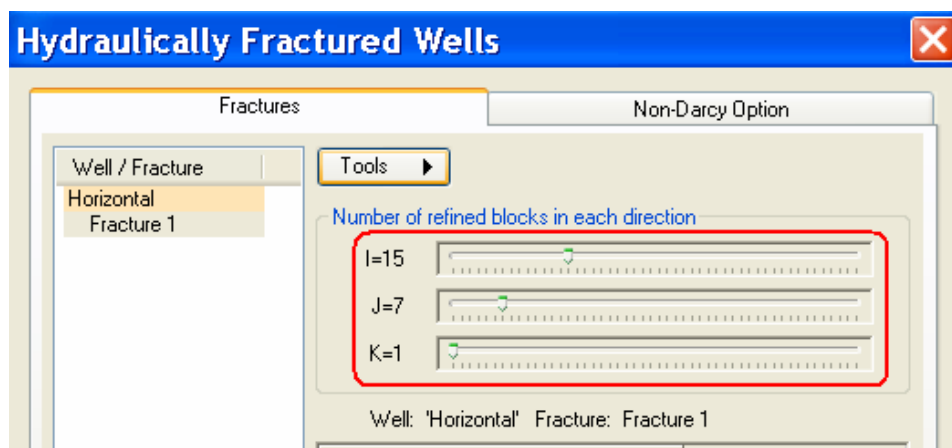 Hydraulically Fractured Wells
Fractures
Non-Darcy Option
Well / Fracture
Horizontal
Fracture 1
Tools
Number of refined blocks in each direction
I=15
J=7
K=1
Well: 'Horizontal' Fracture: Fracture 1